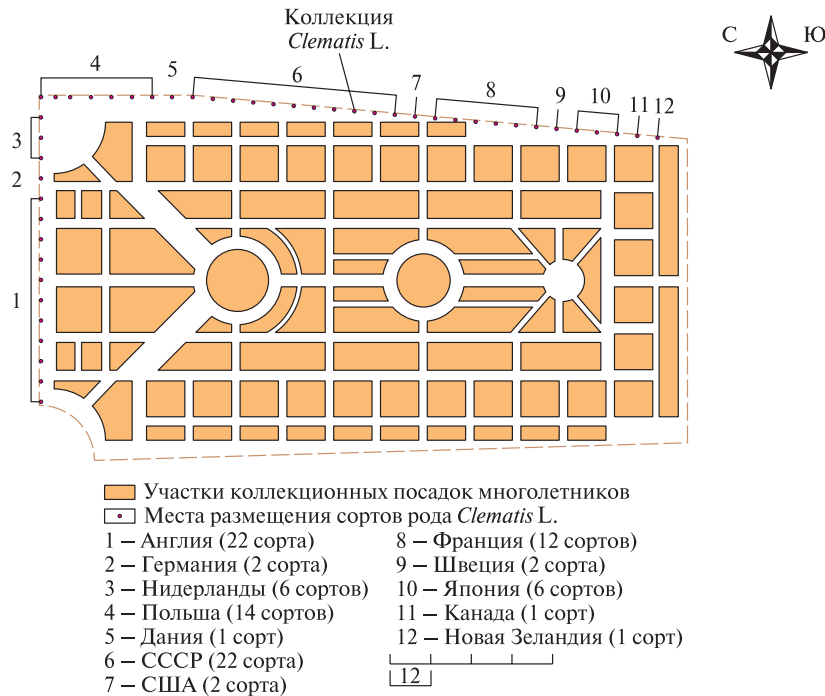 Коллекция
Clematis L.
С Ю
4 5 6 7 8 9 10 11 12
3
2
1
Участки коллекционных посадок многолетников
Места размещения сортов рода Clematis L.
1 – Англия (22 сорта)
2 – Германия (2 сорта)
3 – Нидерланды (6 сортов)
4 – Польша (14 сортов)
5 – Дания (1 сорт)
6 – СССР (22 сорта)
7 – США (2 сорта)
8 – Франция (12 сортов)
9 – Швеция (2 сорта)
10 – Япония (6 сортов)
11 – Канада (1 сорт)
12 – Новая Зеландия (1 сорт)
12